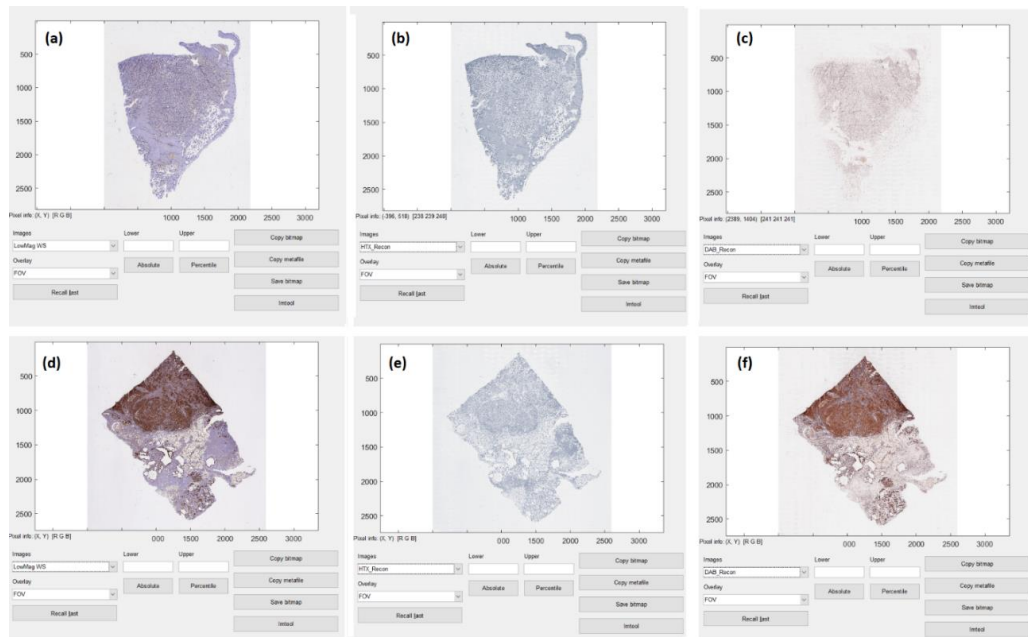 (a)
500
1000
1500
2000
2500
1000 1500 2000 2500 3000
Pixel info: (X, Y) [R G B]
Images Lower Upper
LowMag WS
Copy bitmap
Overlay
FOV
Absolute Percentile
Copy metafile
Save bitmap
Recall last
Imtool
(b)
500
1000
1500
2000
2500
1000 1500 2000 2500 3000
Pixel info: (-396, 516) [238 239 240]
Images Lower Upper
HTX_Recon
Copy bitmap
Overlay
FOV
Absolute Percentile
Copy metafile
Save bitmap
Recall last
Imtool
(c)
500
1000
1500
2000
2500
1000 1500 2000 2500 3000
Pixel info: (2389, 1404) [241 241 241]
Images Lower Upper
DAB_Recon
Copy bitmap
Overlay
FOV
Absolute Percentile
Copy metafile
Save bitmap
Recall last
Imtool
(d)
500
1000
1500
2000
2500
000 1500 2000 2500 3000
Pixel info: (X, Y) [R G B]
Images Lower Upper
LowMag WS
Copy bitmap
Overlay
FOV
Absolute Percentile
Copy metafile
Save bitmap
Recall last
Imtool
(e)
500
1000
1500
2000
2500
000 1500 2000 2500 3000
Pixel info: (X, Y) [R G B]
Images Lower Upper
HTX_Recon
Copy bitmap
Overlay
FOV
Absolute Percentile
Copy metafile
Save bitmap
Recall last
Imtool
(f)
500
1000
1500
2000
2500
000 1500 2000 2500 3000
Pixel info: (X, Y) [R G B]
Images Lower Upper
DAB_Recon
Copy bitmap
Overlay
FOV
Absolute Percentile
Copy metafile
Save bitmap
Recall last
Imtool